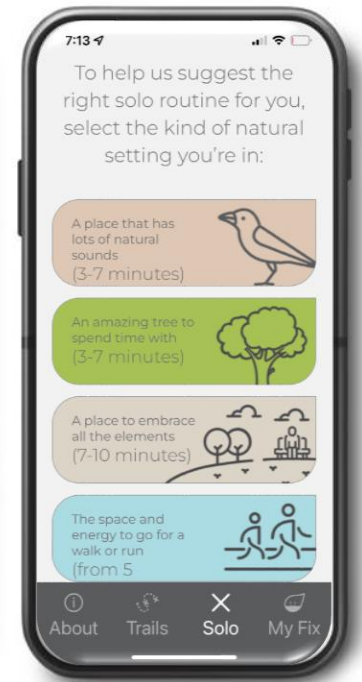 7:13
To help us suggest the
right solo routine for you,
select the kind of natural
setting you're in:
A place that has
lots of natural
sounds
(3-7 minutes)
An amazing tree to
spend time with
(3-7 minutes)
A place to embrace
all the elements
(7-10 minutes)
The space and
energy to go for a
walk or run
(from 5
About Trails Solo My Fix